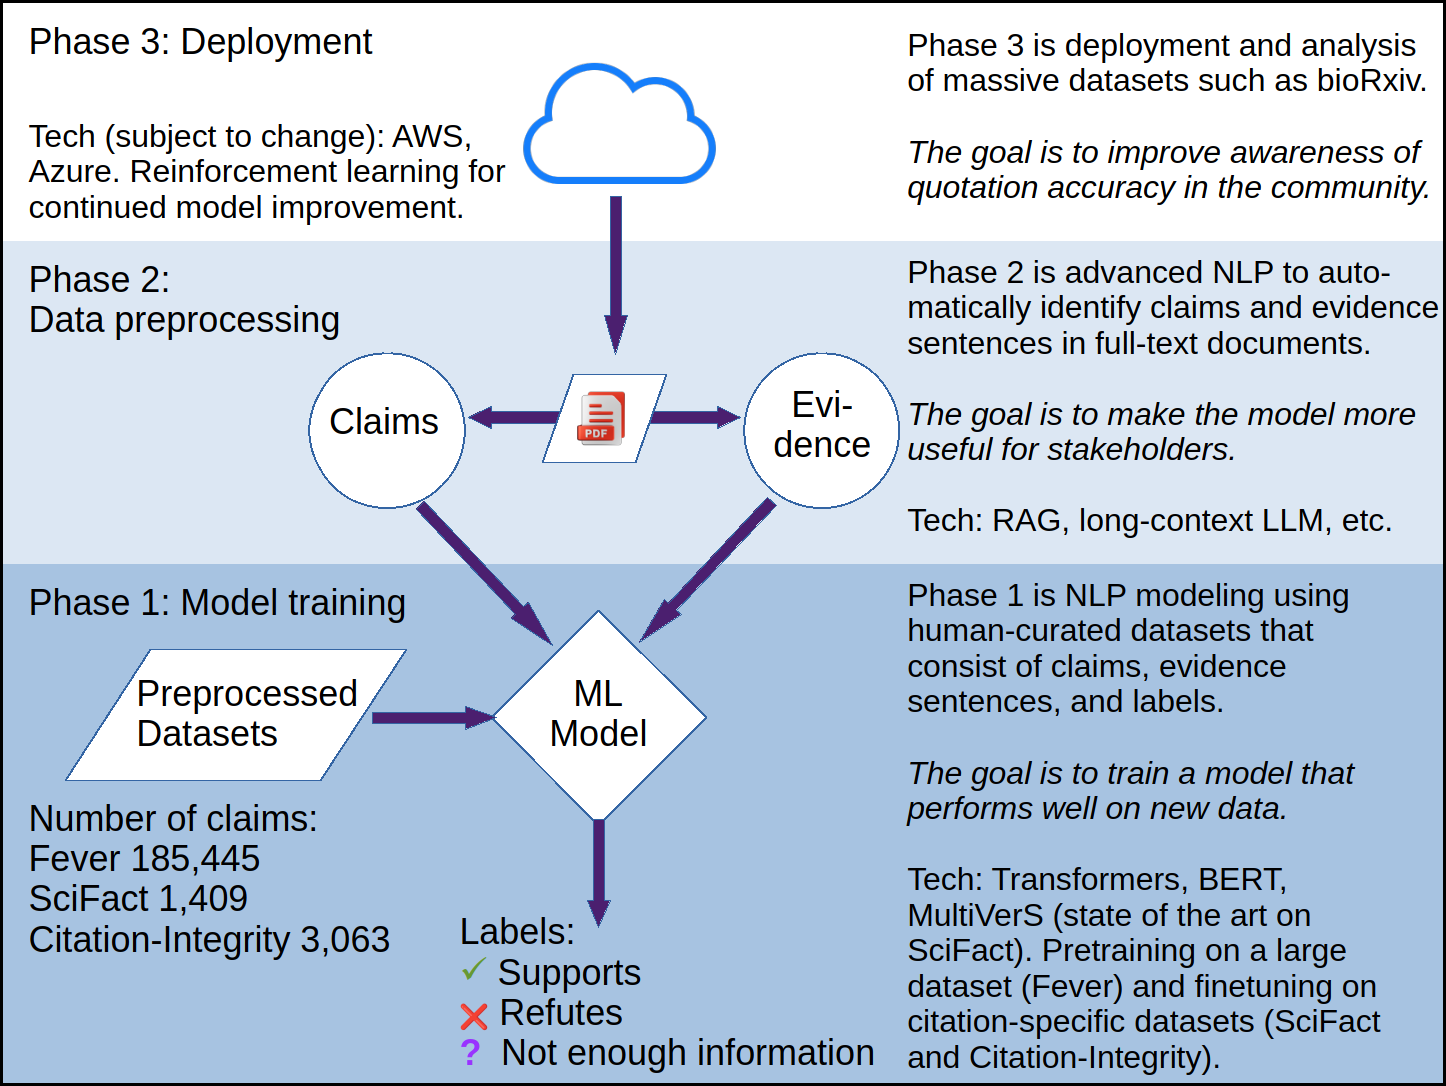 Phase 3: Deployment
Tech (subject to change): AWS,
Azure. Reinforcement learning for
continued model improvement.
Phase 3 is deployment and analysis
of massive datasets such as bioRxiv.
The goal is to improve awareness of
quotation accuracy in the community.
Phase 2:
Data preprocessing
Claims
PDF
Evi-
dence
Phase 2 is advanced NLP to auto-
matically identify claims and evidence
sentences in full-text documents.
The goal is to make the model more
useful for stakeholders.
Tech: RAG, long-context LLM, etc.
Phase 1: Model training
Preprocessed
Datasets
ML
Model
Number of claims:
Fever 185,445
SciFact 1,409
Citation-Integrity 3,063
Labels:
✓ Supports
❌ Refutes
? Not enough information
Phase 1 is NLP modeling using
human-curated datasets that
consist of claims, evidence
sentences, and labels.
The goal is to train a model that
performs well on new data.
Tech: Transformers, BERT,
MultiVerS (state of the art on
SciFact). Pretraining on a large
dataset (Fever) and finetuning on
citation-specific datasets (SciFact
and Citation-Integrity).